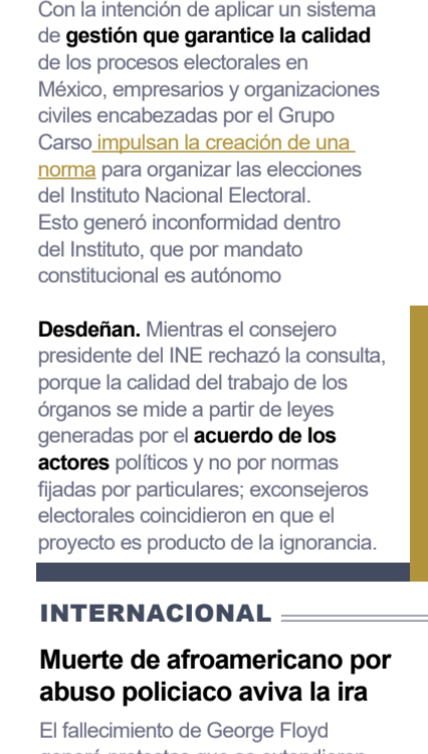 Con la intención de aplicar un sistema
de gestión que garantice la calidad
de los procesos electorales en
México, empresarios y organizaciones
civiles encabezadas por el Grupo
Carso impulsan la creación de una
norma para organizar las elecciones
del Instituto Nacional Electoral.
Esto generó inconformidad dentro
del Instituto, que por mandato
constitucional es autónomo
Desdeñan. Mientras el consejero
presidente del INE rechazó la consulta,
porque la calidad del trabajo de los
órganos se mide a partir de leyes
generadas por el acuerdo de los
actores políticos y no por normas
fijadas por particulares; exconsejeros
electorales coincidieron en que el
proyecto es producto de la ignorancia.
INTERNACIONAL
Muerte de afroamericano por
abuso policiaco aviva la ira
El fallecimiento de George Floyd
generó protestas que se extendieron